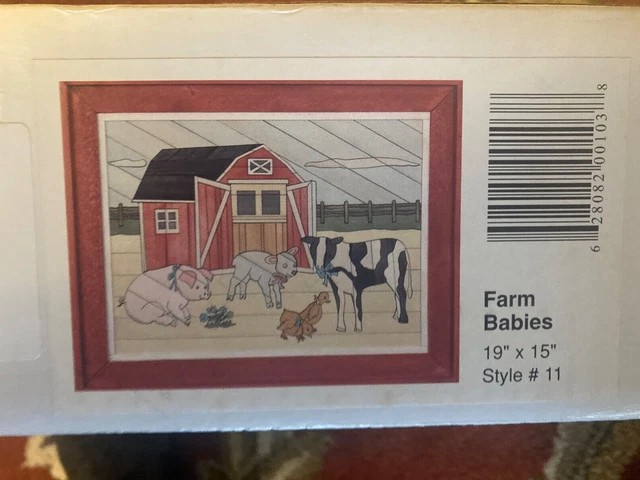 Farm
Babies
19" x 15"
Style # 11
6 28082 00103 8